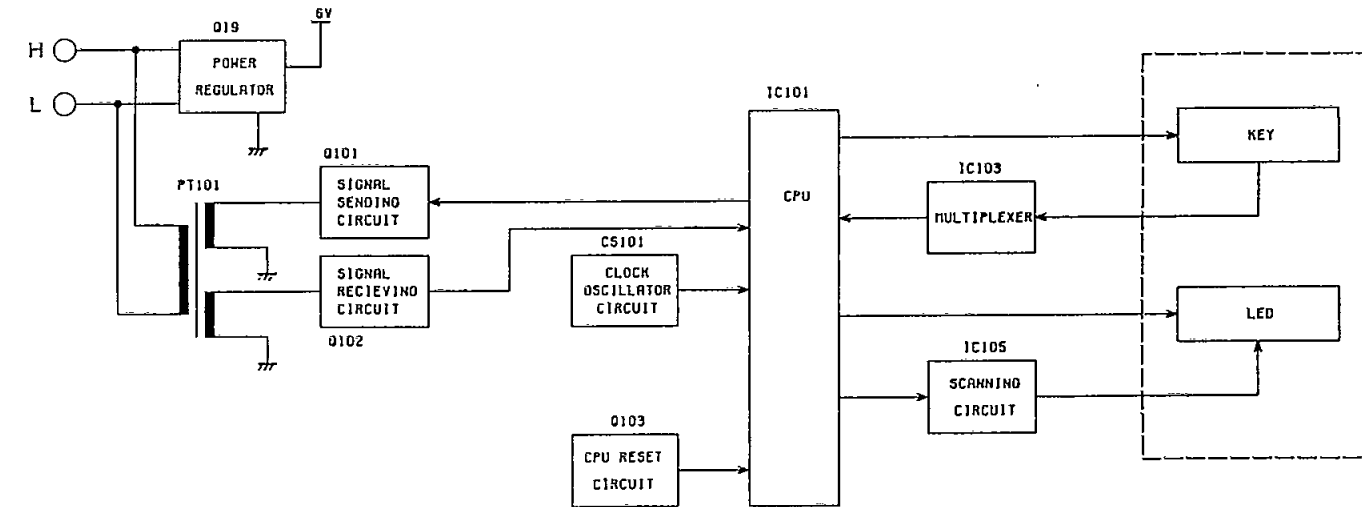 Q19
6V
H
POWER
REGULATOR
L
IC101
Q101
PT101
SIGNAL
SENDING
CIRCUIT
CPU
KEY
IC103
MULTIPLEXER
CS101
SIGNAL
RECIEVING
CIRCUIT
Q102
CLOCK
OSCILLATOR
CIRCUIT
LED
IC105
SCANNING
CIRCUIT
Q103
CPU RESET
CIRCUIT